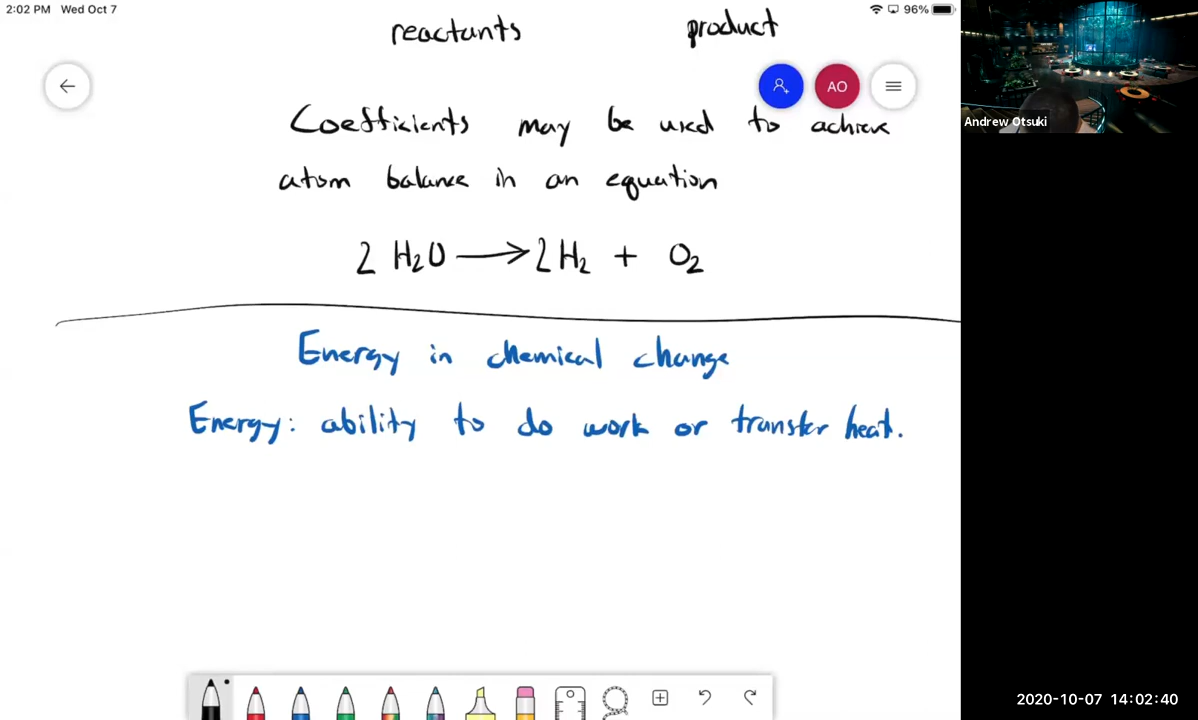 2:02 PM Wed Oct 7
96%
reactants product
AO
Coefficients may be used to achieve
atom balance in an equation
2 H₂O ⟶ 2H₂ + O₂
Energy in chemical change
Energy: ability to do work or transfer heat.
Andrew Otsuki
2020-10-07 14:02:40